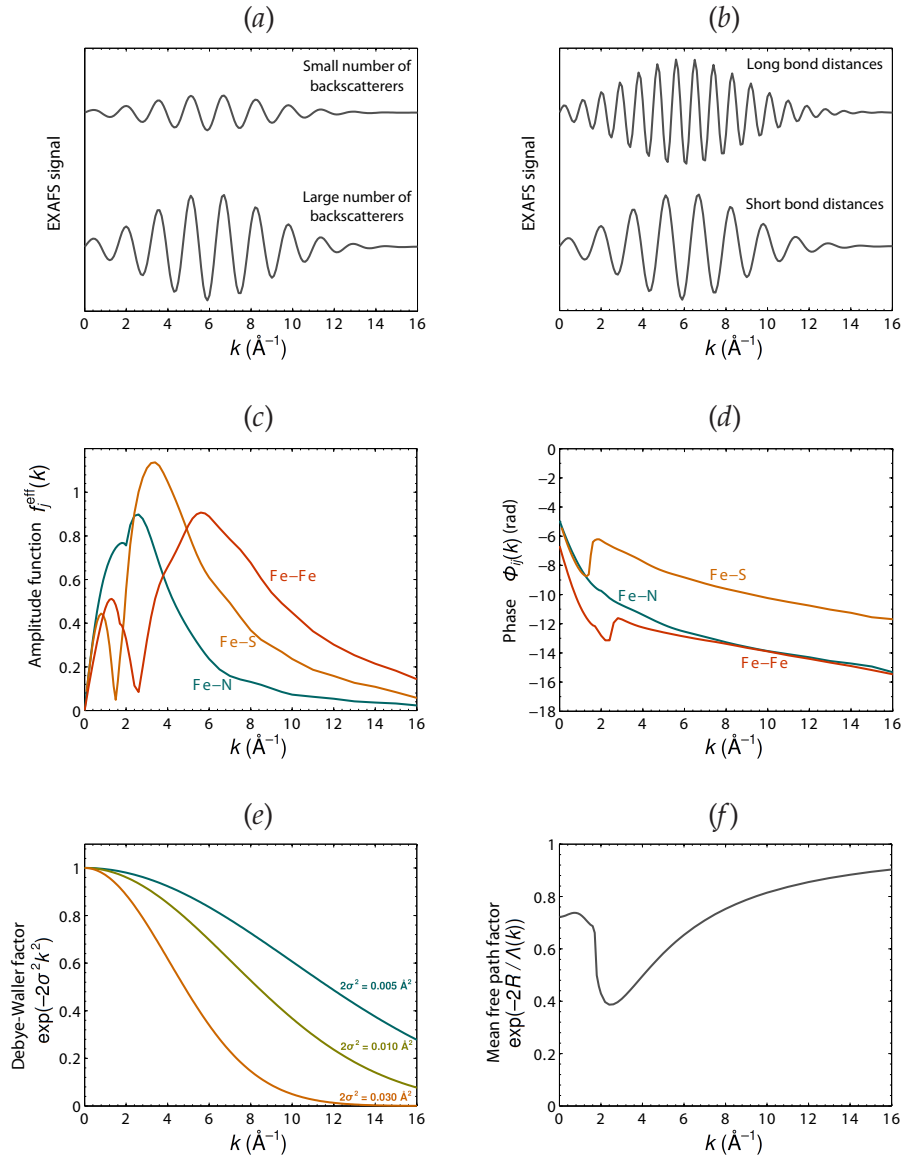 (a)
EXAFS signal
Small number of
backscatterers
Large number of
backscatterers
0 2 4 6 8 10 12 14 16
k (Å⁻¹)
(b)
EXAFS signal
Long bond distances
Short bond distances
0 2 4 6 8 10 12 14 16
k (Å⁻¹)
(c)
Amplitude function f_j^eff(k)
1
0.8
0.6
0.4
0.2
0
Fe–Fe
Fe–S
Fe–N
0 2 4 6 8 10 12 14 16
k (Å⁻¹)
(d)
Phase Φ_ij(k) (rad)
0
−2
−4
−6
−8
−10
−12
−14
−16
−18
Fe–S
Fe–N
Fe–Fe
0 2 4 6 8 10 12 14 16
k (Å⁻¹)
(e)
Debye-Waller factor
exp(−2σ²k²)
1
0.8
0.6
0.4
0.2
0
2σ² = 0.005 Å²
2σ² = 0.010 Å²
2σ² = 0.030 Å²
0 2 4 6 8 10 12 14 16
k (Å⁻¹)
(f)
Mean free path factor
exp(−2R / Λ(k))
1
0.8
0.6
0.4
0.2
0
0 2 4 6 8 10 12 14 16
k (Å⁻¹)